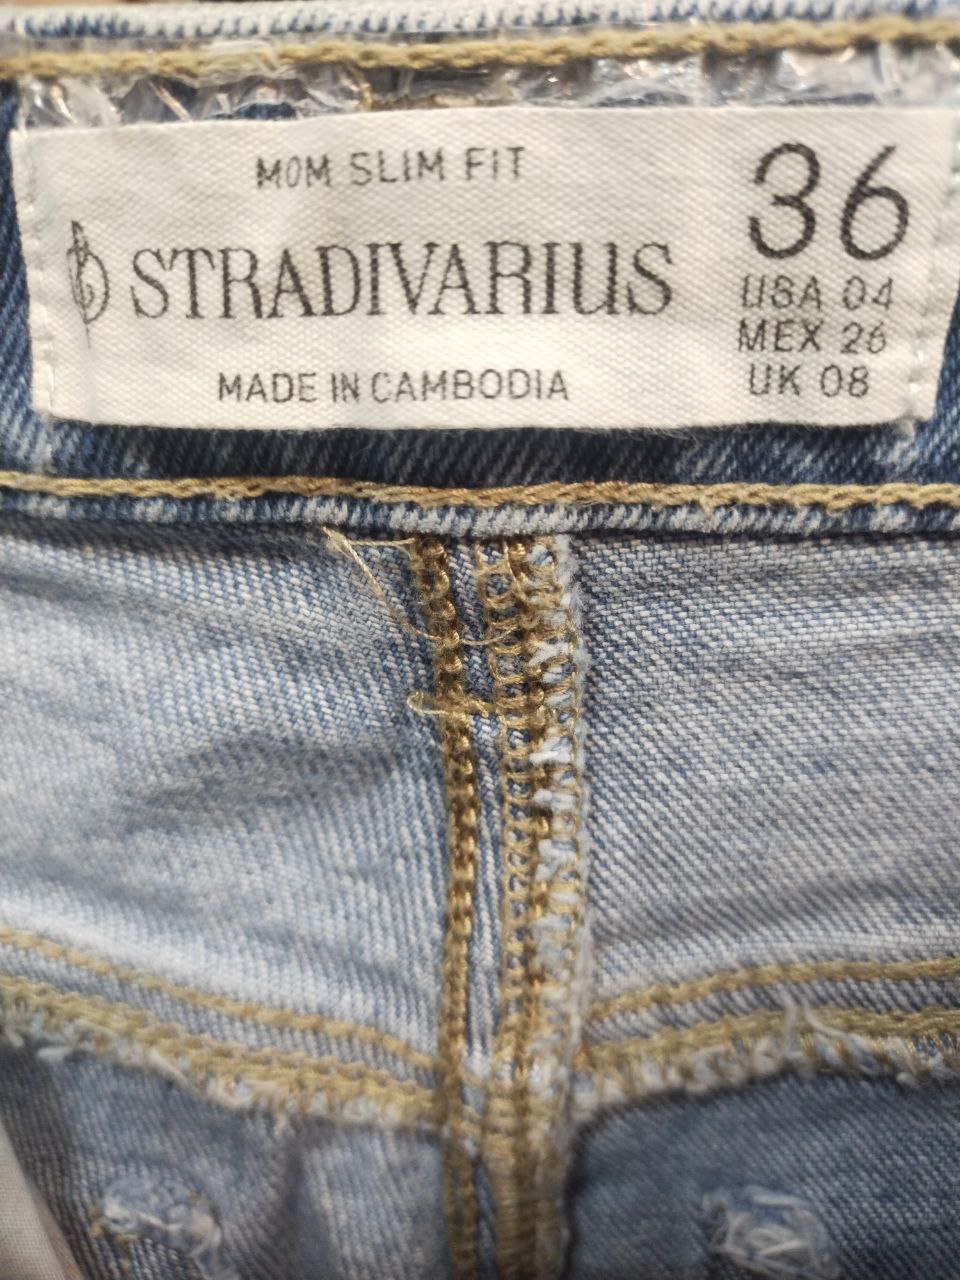 MOM SLIM FIT
STRADIVARIUS
MADE IN CAMBODIA
36
USA 04
MEX 26
UK 08